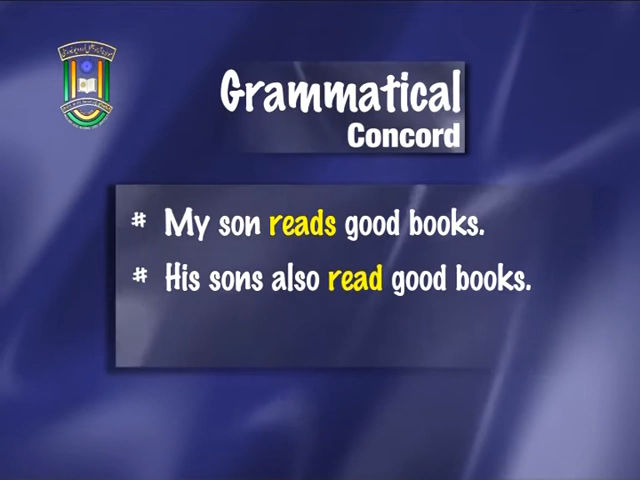 Grammatical
Concord
# My son reads good books.
# His sons also read good books.